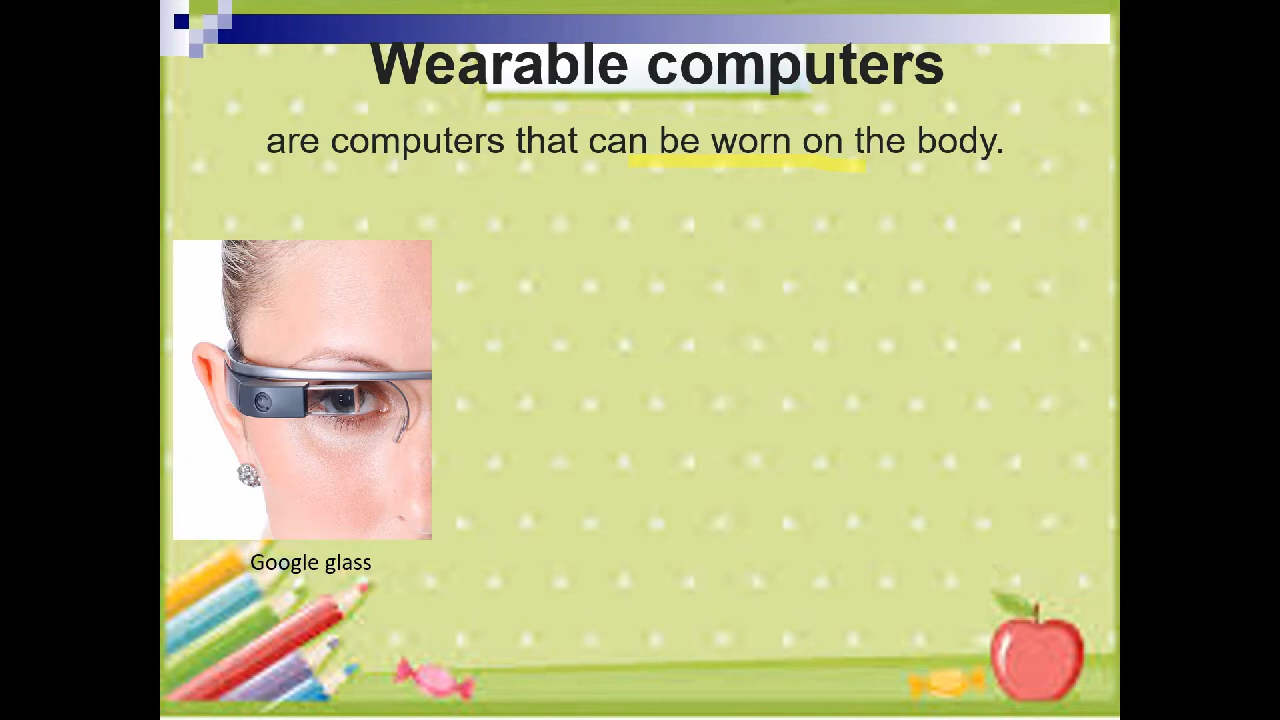 Wearable computers
are computers that can be worn on the body.
Google glass